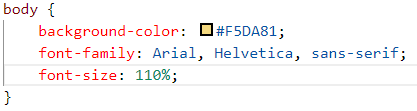 body {
    background-color: #F5DA81;
    font-family: Arial, Helvetica, sans-serif;
    font-size: 110%;
}